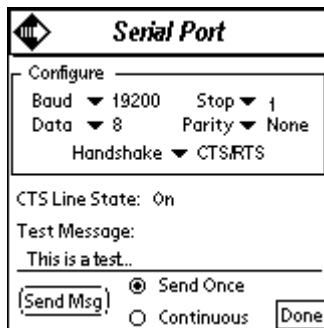 Serial Port
Configure
Baud 19200 Stop 1
Data 8 Parity None
Handshake CTS/RTS
CTS Line State: On
Test Message:
This is a test...
Send Msg
Send Once
Continuous
Done